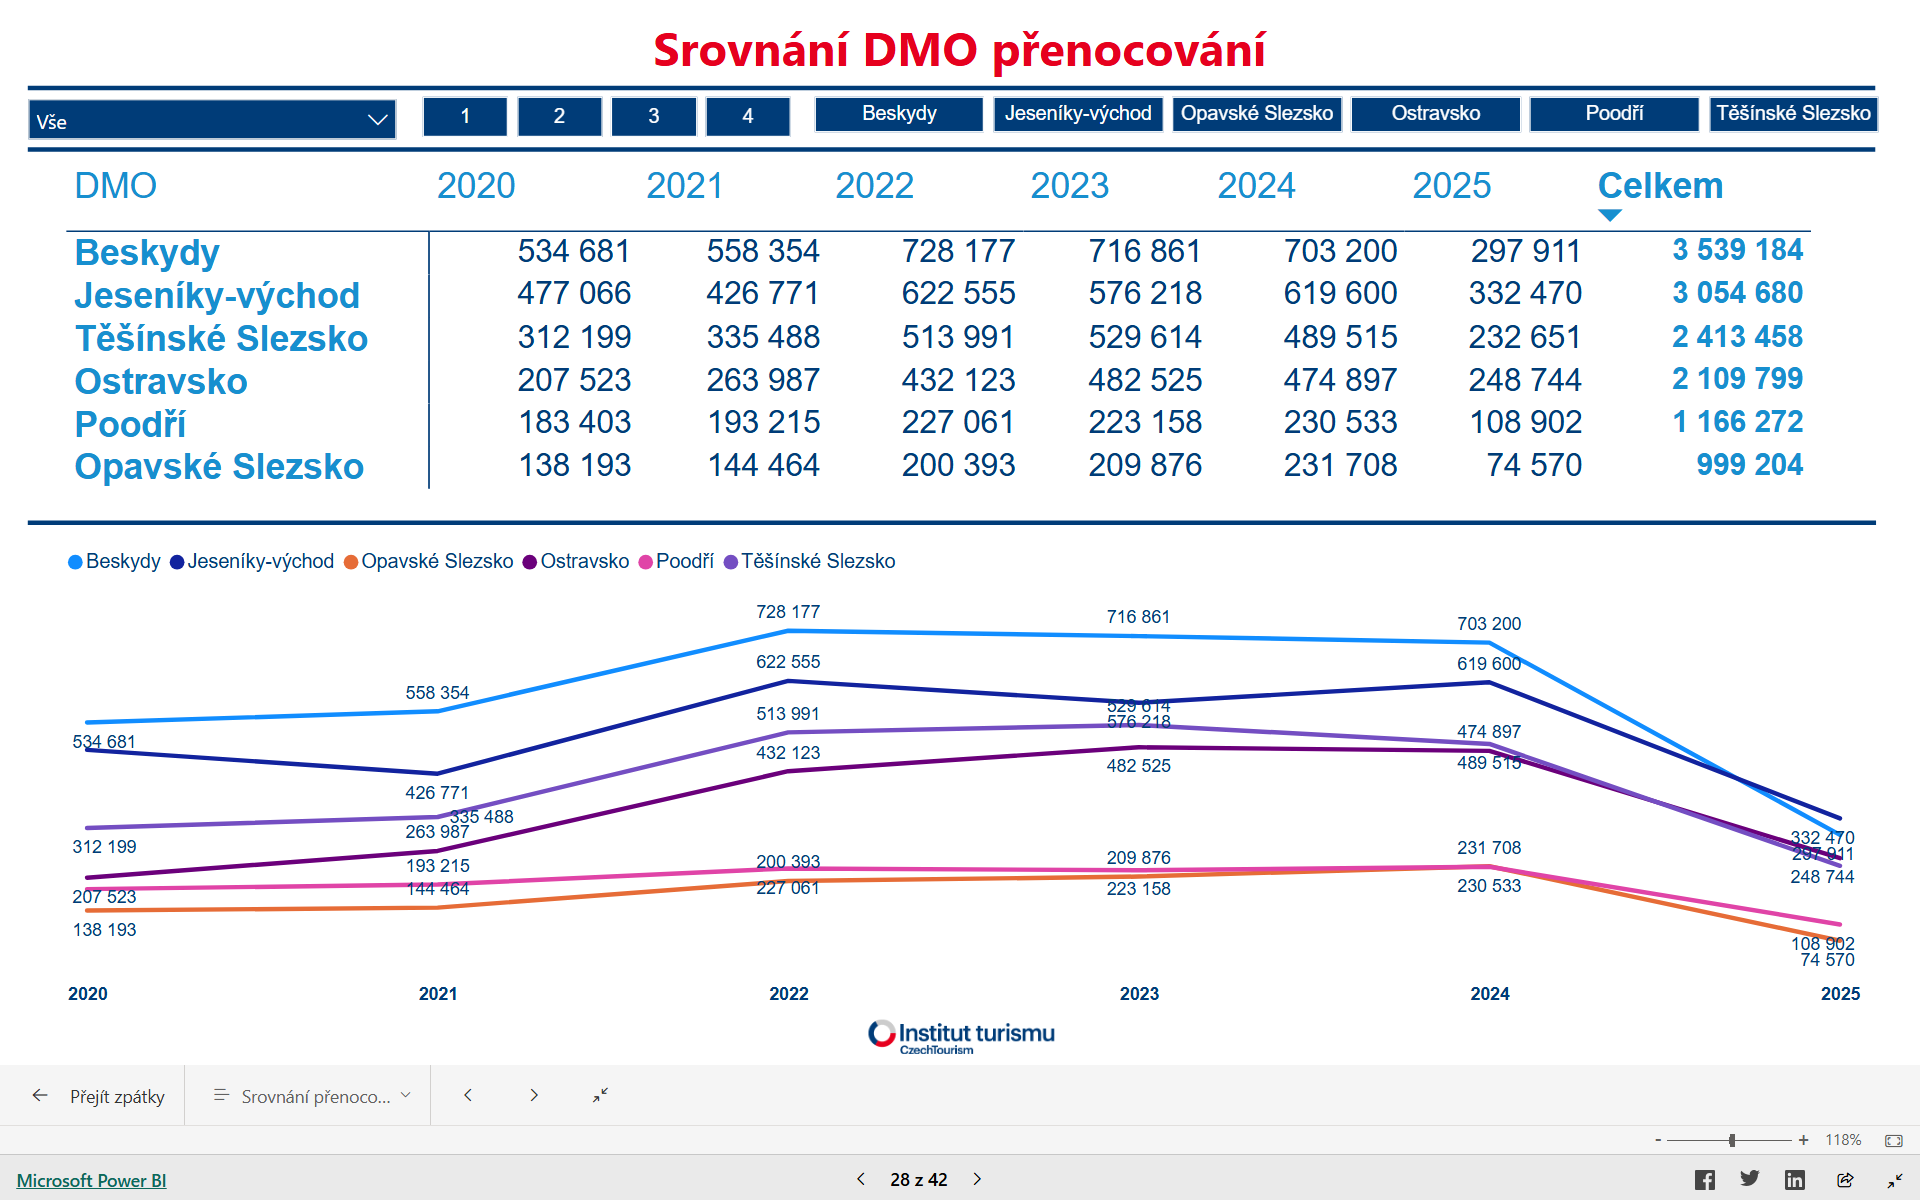 Srovnání DMO přenocování
Vše 1 2 3 4 Beskydy Jeseníky-východ Opavské Slezsko Ostravsko Poodří Těšínské Slezsko
DMO 2020 2021 2022 2023 2024 2025 Celkem
Beskydy 534 681 558 354 728 177 716 861 703 200 297 911 3 539 184
Jeseníky-východ 477 066 426 771 622 555 576 218 619 600 332 470 3 054 680
Těšínské Slezsko 312 199 335 488 513 991 529 614 489 515 232 651 2 413 458
Ostravsko 207 523 263 987 432 123 482 525 474 897 248 744 2 109 799
Poodří 183 403 193 215 227 061 223 158 230 533 108 902 1 166 272
Opavské Slezsko 138 193 144 464 200 393 209 876 231 708 74 570 999 204
Beskydy Jeseníky-východ Opavské Slezsko Ostravsko Poodří Těšínské Slezsko
728 177 716 861 703 200
622 555 619 600
558 354
513 991 529 614
576 218
534 681 474 897
432 123 482 525 489 515
426 771
335 488
263 987 332 470
312 199 297 911
193 215 200 393 209 876 231 708 248 744
207 523 144 464 227 061 223 158 230 533
138 193 108 902
74 570
2020 2021 2022 2023 2024 2025
Institut turismu
CzechTourism
Přejít zpátky Srovnání přenoco...
- + 118%
Microsoft Power BI 28 z 42